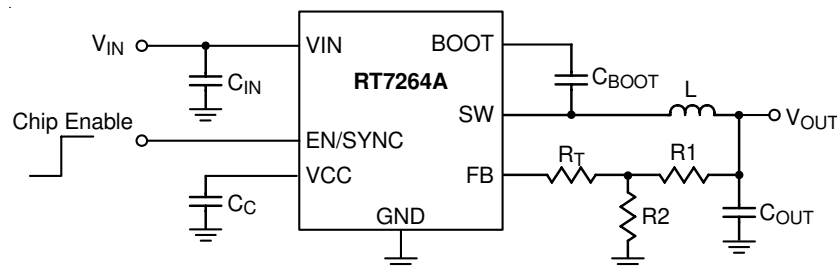 V_IN
VIN
BOOT
C_IN
RT7264A
C_BOOT
L
Chip Enable
SW
V_OUT
EN/SYNC
VCC
FB
R_T
R1
C_C
GND
R2
C_OUT